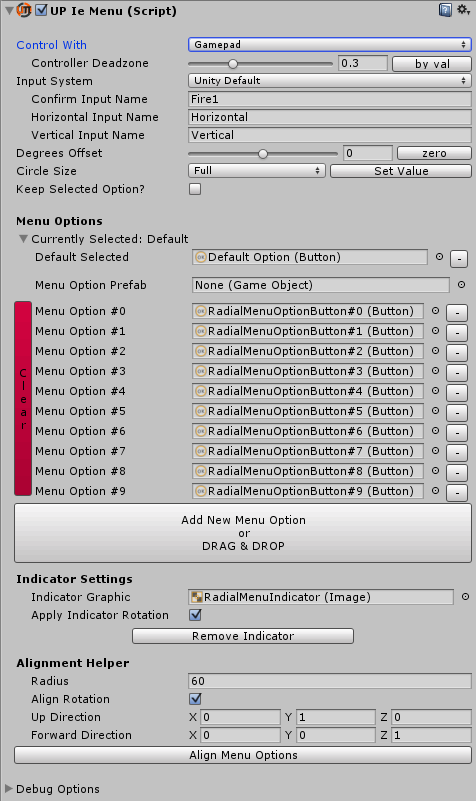 UP Ie Menu (Script)
Control With Gamepad
Controller Deadzone 0.3 by val
Input System Unity Default
Confirm Input Name Fire1
Horizontal Input Name Horizontal
Vertical Input Name Vertical
Degrees Offset 0 zero
Circle Size Full Set Value
Keep Selected Option?
Menu Options
Currently Selected: Default
Default Selected Default Option (Button) -
Menu Option Prefab None (Game Object)
Clear
Menu Option #0 RadialMenuOptionButton#0 (Button) -
Menu Option #1 RadialMenuOptionButton#1 (Button) -
Menu Option #2 RadialMenuOptionButton#2 (Button) -
Menu Option #3 RadialMenuOptionButton#3 (Button) -
Menu Option #4 RadialMenuOptionButton#4 (Button) -
Menu Option #5 RadialMenuOptionButton#5 (Button) -
Menu Option #6 RadialMenuOptionButton#6 (Button) -
Menu Option #7 RadialMenuOptionButton#7 (Button) -
Menu Option #8 RadialMenuOptionButton#8 (Button) -
Menu Option #9 RadialMenuOptionButton#9 (Button) -
Add New Menu Option
or
DRAG & DROP
Indicator Settings
Indicator Graphic RadialMenuIndicator (Image)
Apply Indicator Rotation
Remove Indicator
Alignment Helper
Radius 60
Align Rotation
Up Direction X 0 Y 1 Z 0
Forward Direction X 0 Y 0 Z 1
Align Menu Options
Debug Options